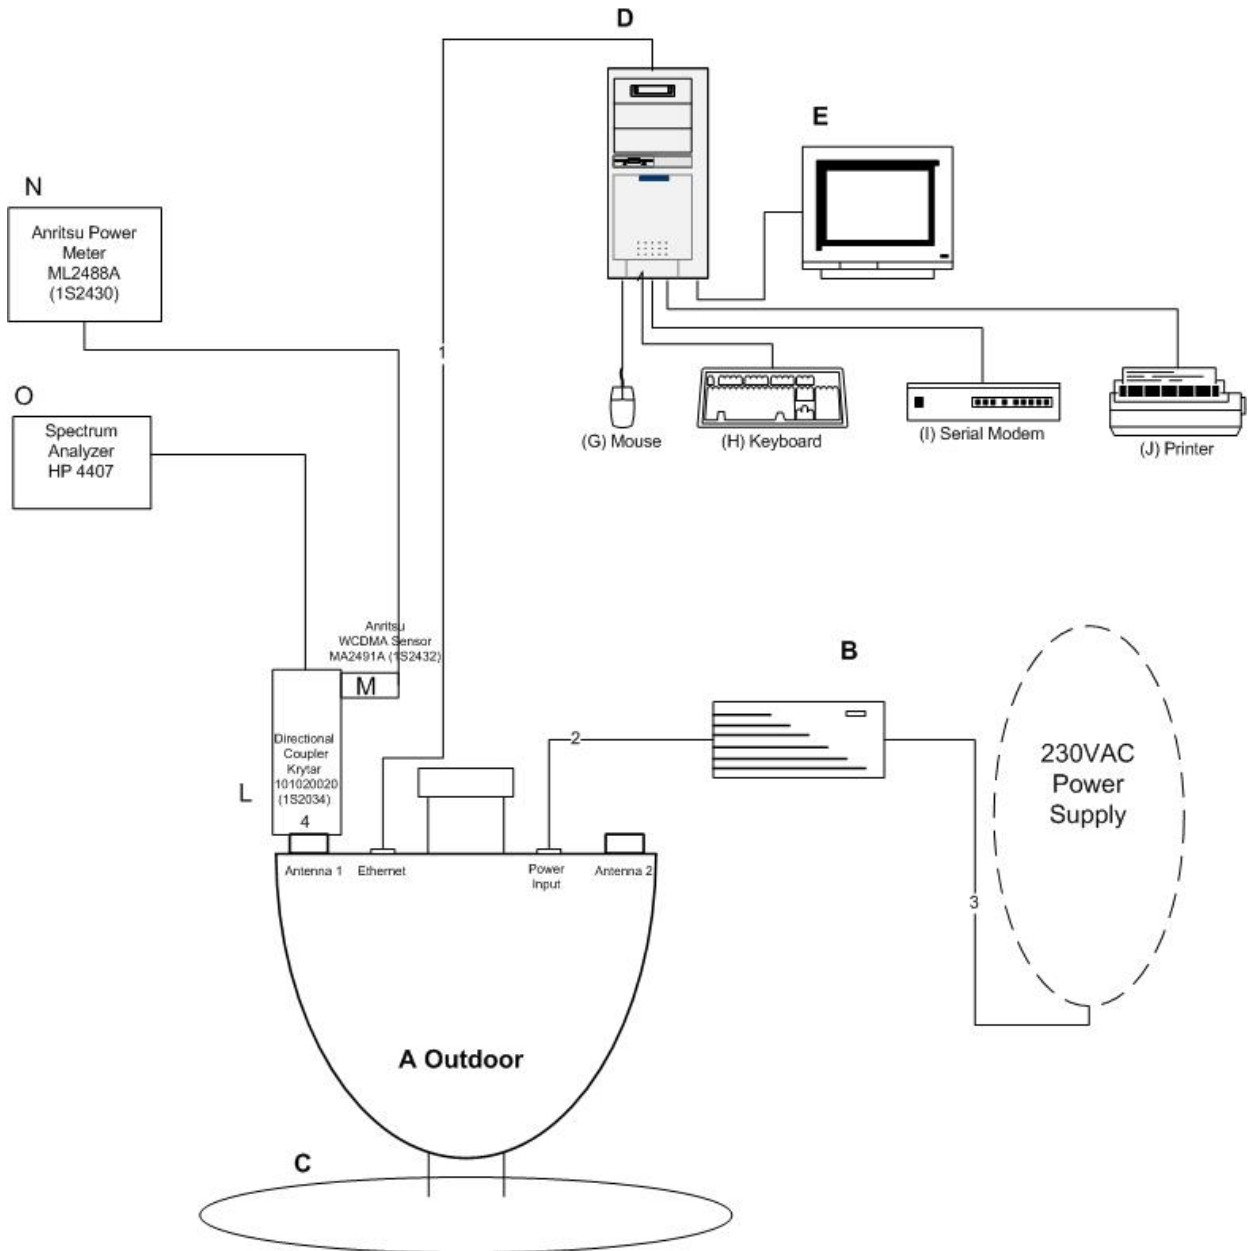 D
E
N
Anritsu Power
Meter
ML2488A
(1S2430)
1
O
Spectrum
Analyzer
HP 4407
(G) Mouse
(H) Keyboard
(I) Serial Modem
(J) Printer
Anritsu
WCDMA Sensor
MA2491A (1S2432)
M
B
2
230VAC
Power
Supply
Directional
Coupler
Krytar
101020020
(1S2034)
L
4
3
Antenna 1
Ethernet
Power
Input
Antenna 2
A Outdoor
C